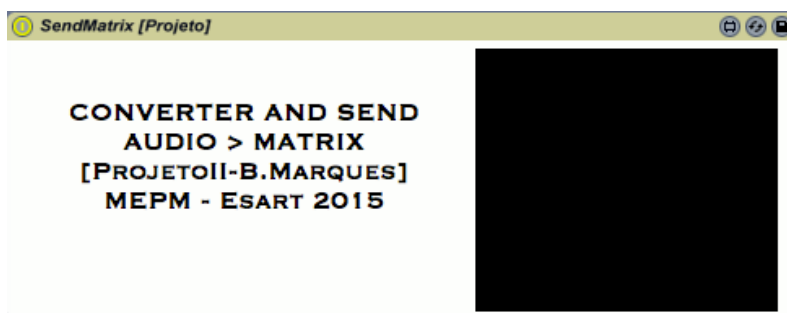 SendMatrix [Projeto]
CONVERTER AND SEND
AUDIO > MATRIX
[ProjetoII-B.Marques]
MEPM - Esart 2015